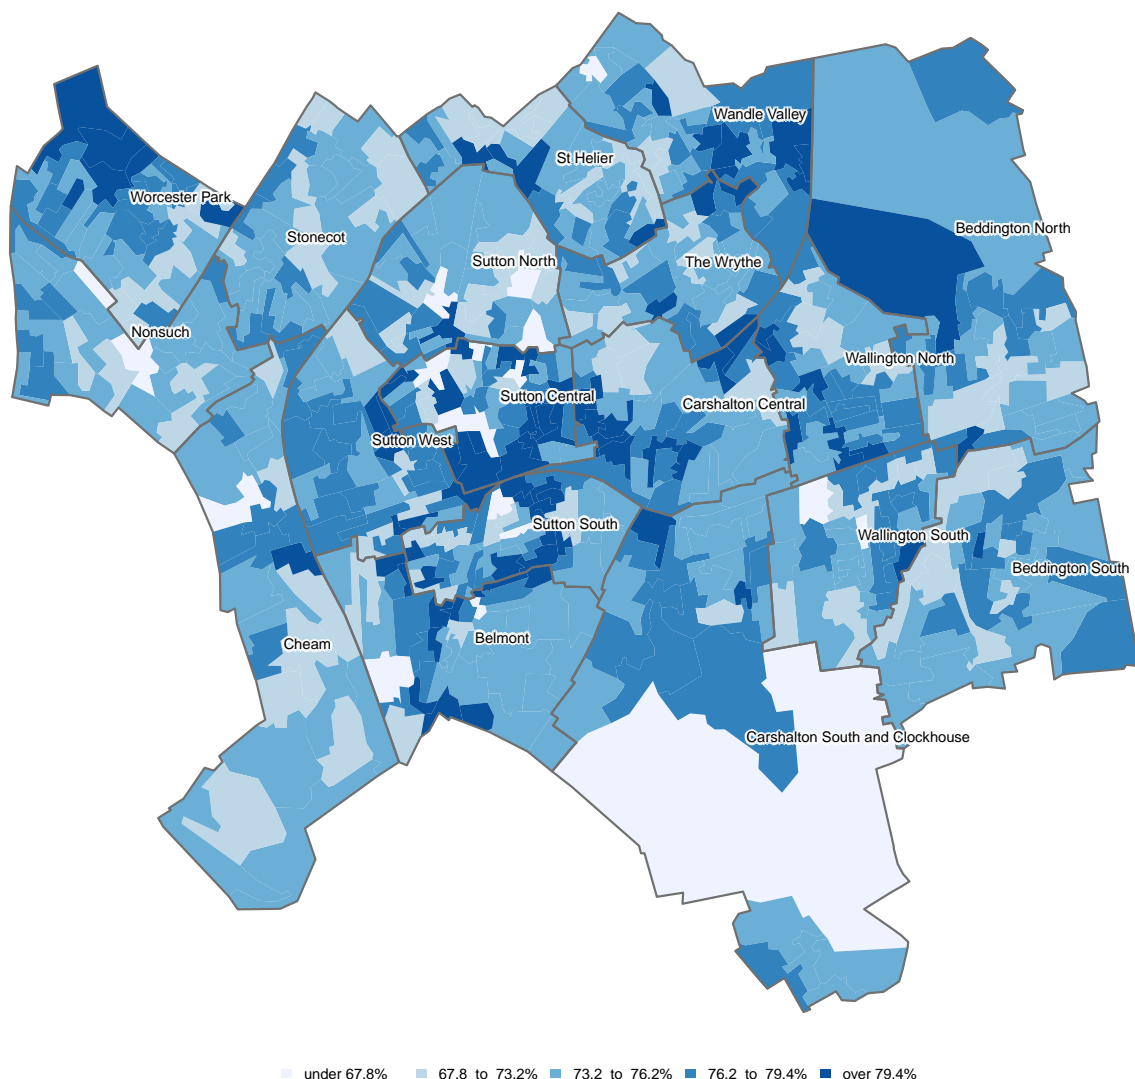 Wandle Valley
St Helier
Worcester Park
Beddington North
Stonecot
Sutton North
The Wrythe
Nonsuch
Wallington North
Sutton Central
Carshalton Central
Sutton West
Sutton South
Wallington South
Beddington South
Belmont
Cheam
Carshalton South and Clockhouse
under 67.8% 67.8 to 73.2% 73.2 to 76.2% 76.2 to 79.4% over 79.4%